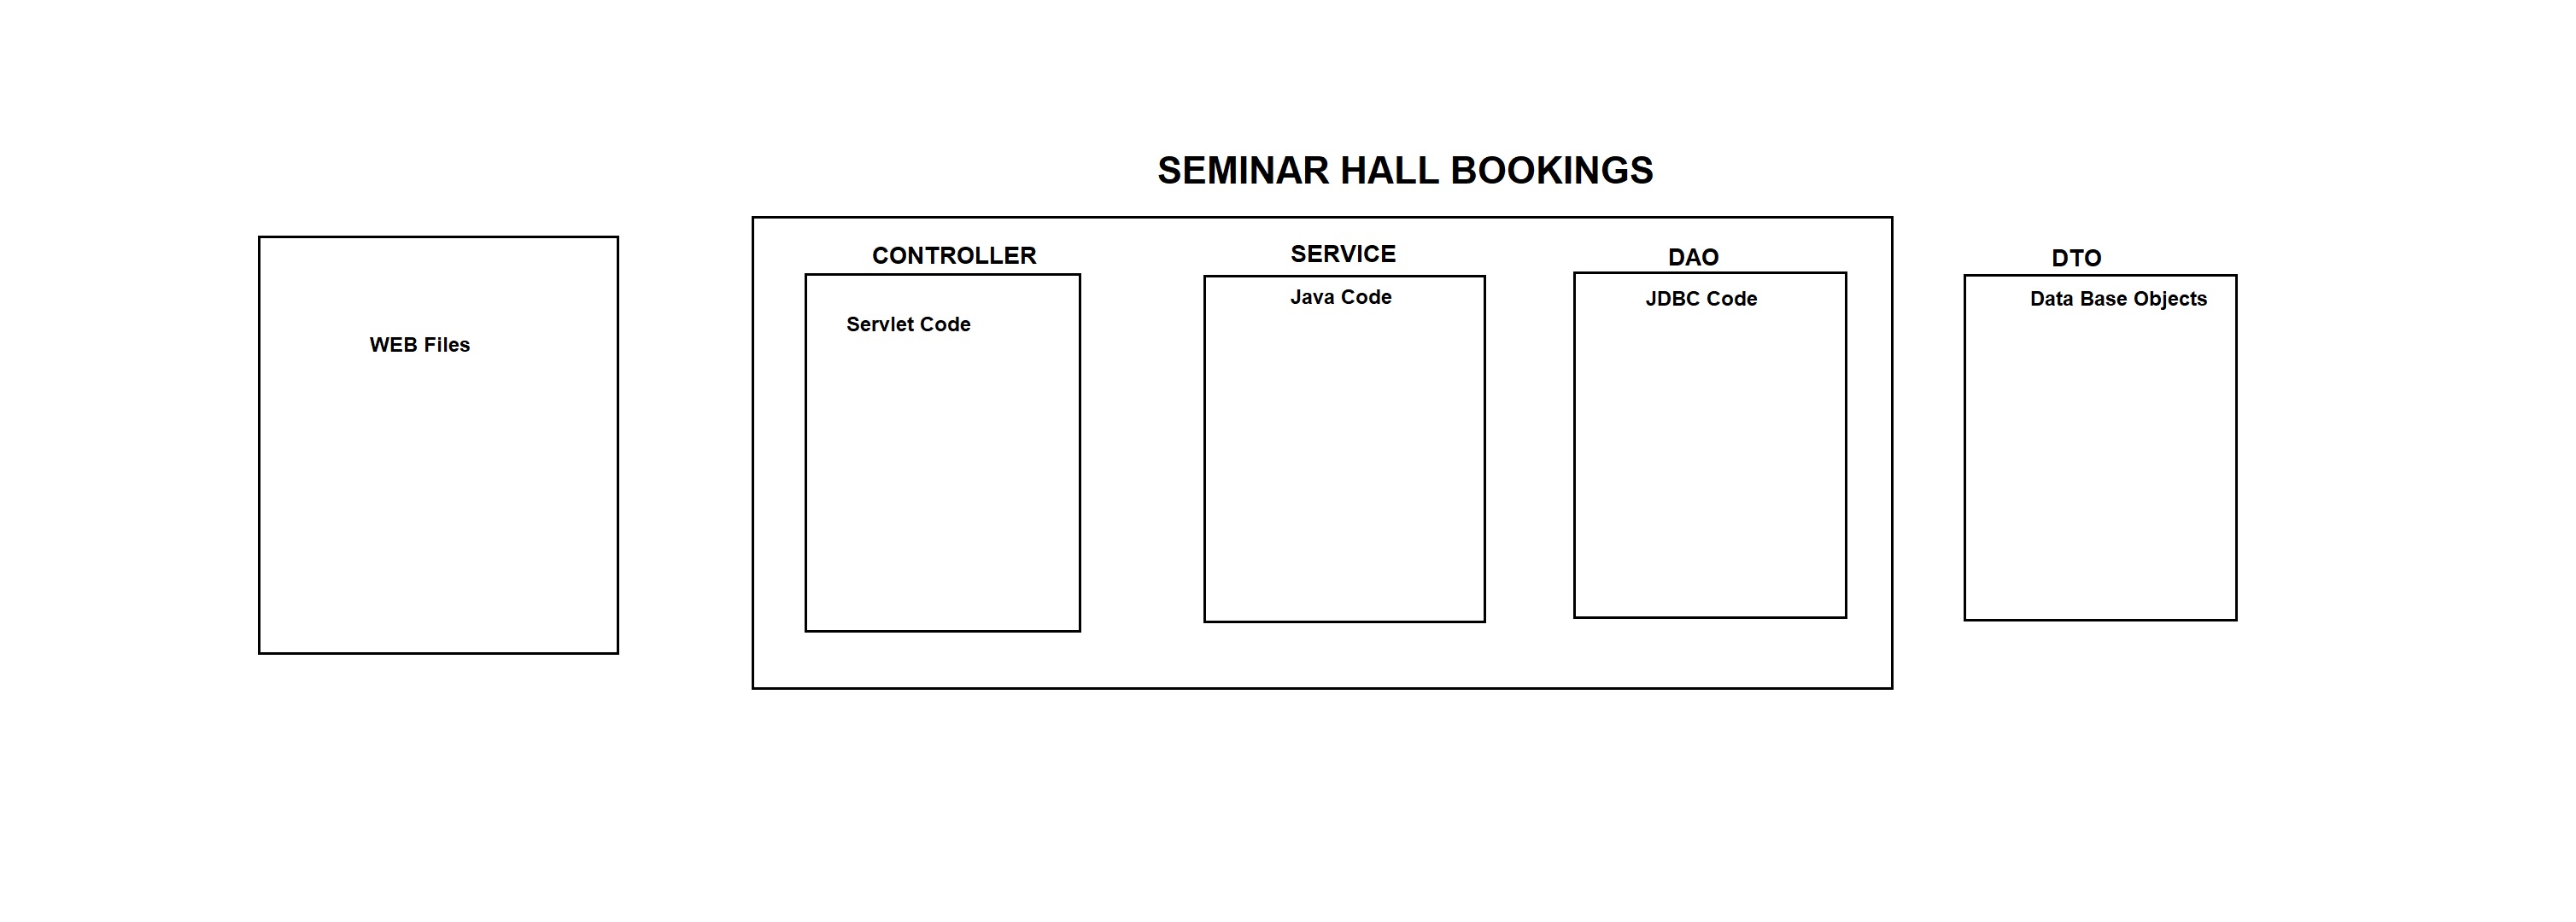 SEMINAR HALL BOOKINGS
WEB Files
CONTROLLER
Servlet Code
SERVICE
Java Code
DAO
JDBC Code
DTO
Data Base Objects